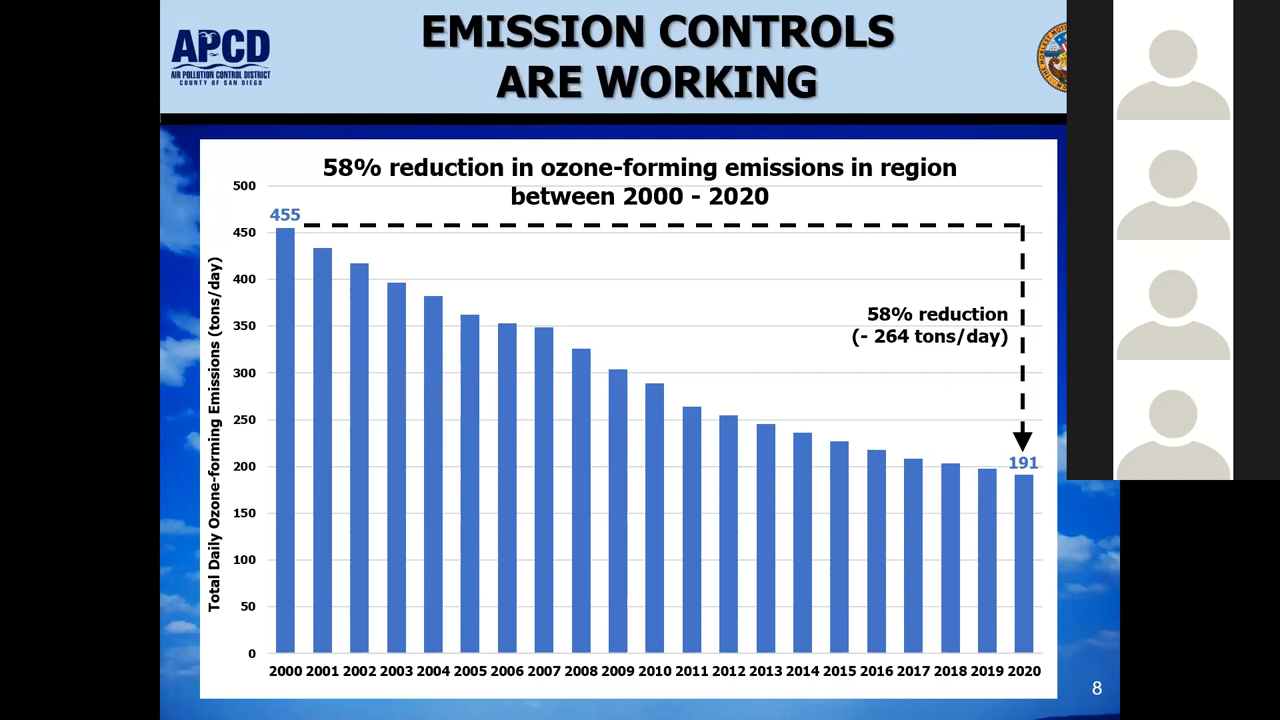 EMISSION CONTROLS
ARE WORKING
APCD
AIR POLLUTION CONTROL DISTRICT
COUNTY OF SAN DIEGO
58% reduction in ozone-forming emissions in region
between 2000 - 2020
Total Daily Ozone-forming Emissions (tons/day)
500
450
400
350
300
250
200
150
100
50
0
455
58% reduction
(- 264 tons/day)
191
2000 2001 2002 2003 2004 2005 2006 2007 2008 2009 2010 2011 2012 2013 2014 2015 2016 2017 2018 2019 2020
8